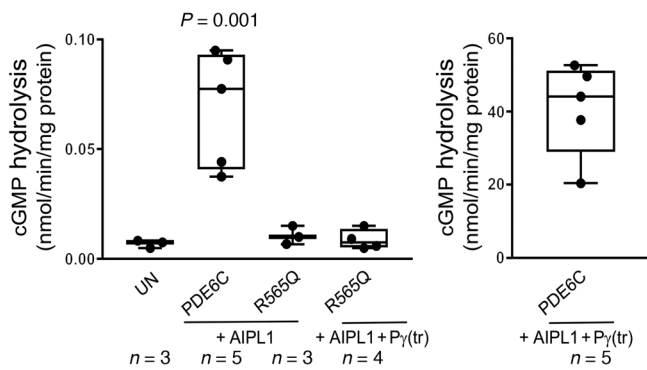 P = 0.001
cGMP hydrolysis
(nmol/min/mg protein)
0.10
0.05
0.00
UN
PDE6C
R565Q
R565Q
+ AIPL1
+ AIPL1 + Pγ(tr)
n = 3
n = 5
n = 3
n = 4
cGMP hydrolysis
(nmol/min/mg protein)
60
40
20
0
PDE6C
+ AIPL1 + Pγ(tr)
n = 5